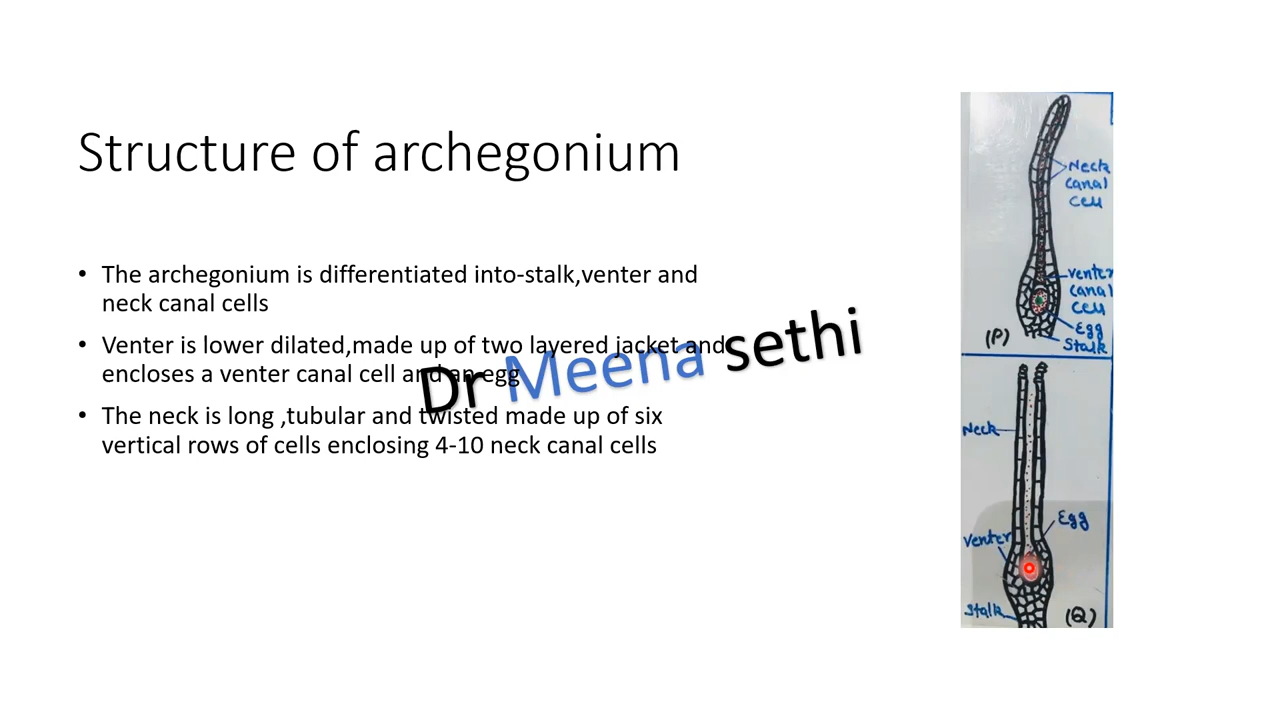 Structure of archegonium
• The archegonium is differentiated into-stalk,venter and
neck canal cells
• Venter is lower dilated,made up of two layered jacket and
encloses a venter canal cell and an egg
• The neck is long ,tubular and twisted made up of six
vertical rows of cells enclosing 4-10 neck canal cells
Dr Meena sethi
Neck
Canal
Cell
Venter
Canal
Cell
Egg
Stalk
(P)
Neck
Egg
Venter
Stalk
(Q)